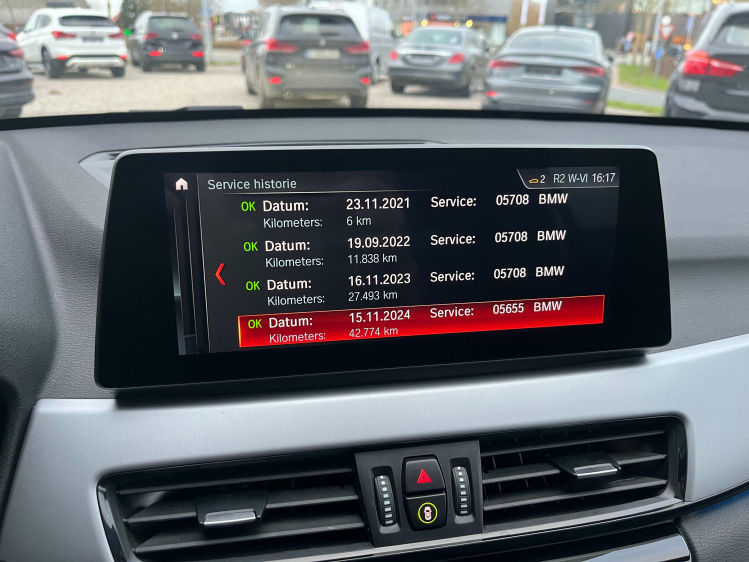 Service historie 2 R2 W-VI 16:17
OK Datum: 23.11.2021 Service: 05708 BMW
Kilometers: 6 km
OK Datum: 19.09.2022 Service: 05708 BMW
Kilometers: 11.838 km
OK Datum: 16.11.2023 Service: 05708 BMW
Kilometers: 27.493 km
OK Datum: 15.11.2024 Service: 05655 BMW
Kilometers: 42.774 km